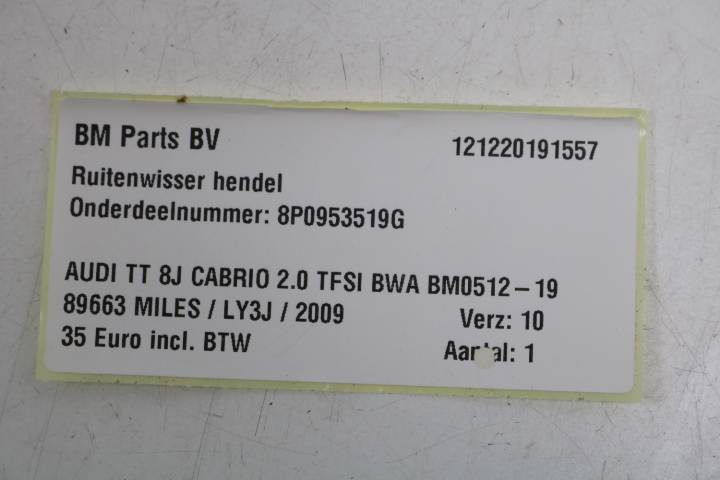 BM Parts BV 121220191557
Ruitenwisser hendel
Onderdeelnummer: 8P0953519G
AUDI TT 8J CABRIO 2.0 TFSI BWA BM0512-19
89663 MILES / LY3J / 2009 Verz: 10
35 Euro incl. BTW Aantal: 1